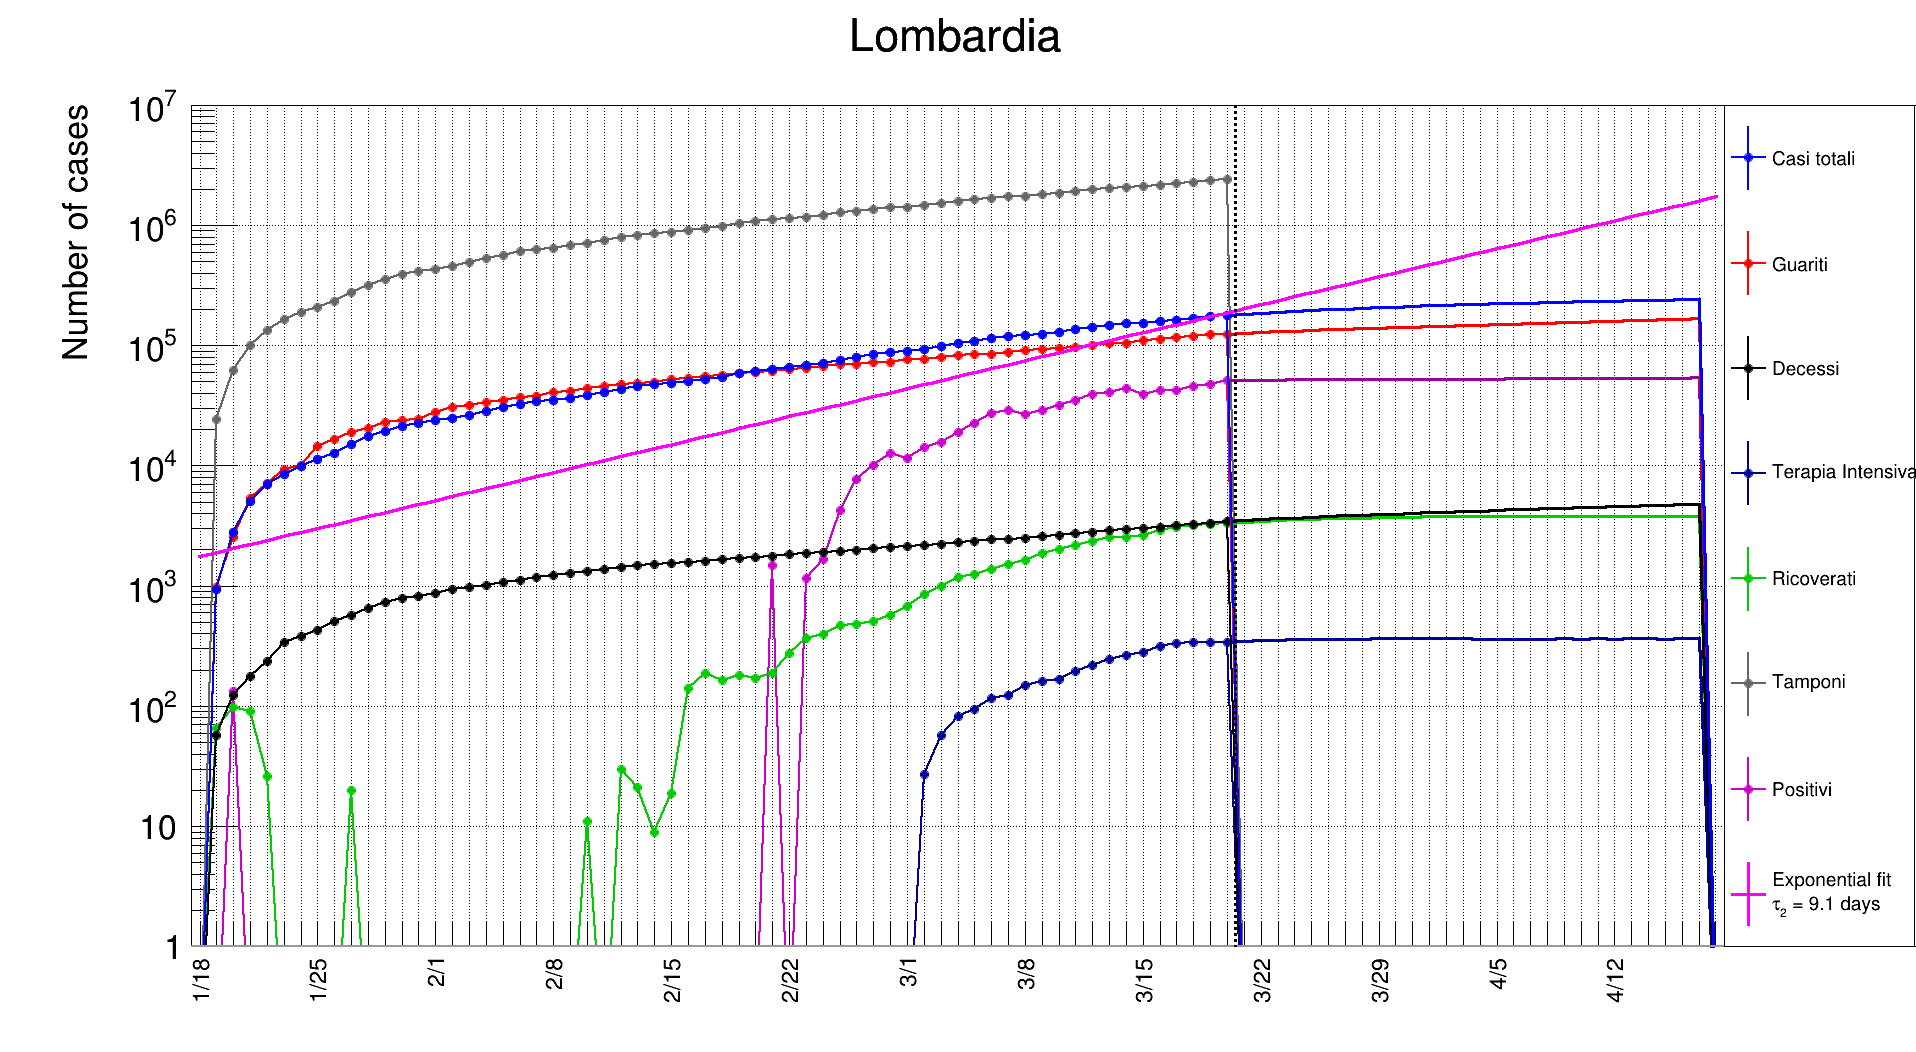 Lombardia
Number of cases
10^7
10^6
10^5
10^4
10^3
10^2
10
1
1/18
1/25
2/1
2/8
2/15
2/22
3/1
3/8
3/15
3/22
3/29
4/5
4/12
Casi totali
Guariti
Decessi
Terapia Intensiva
Ricoverati
Tamponi
Positivi
Exponential fit
τ₂ = 9.1 days